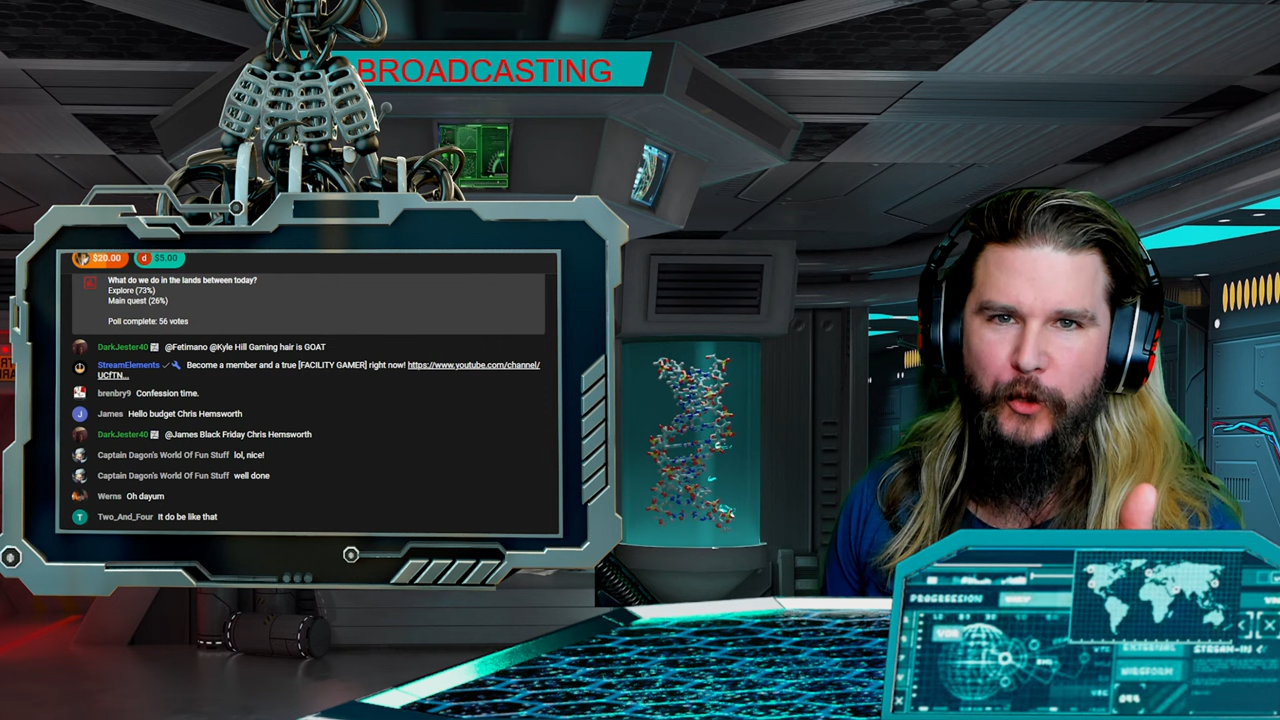 BROADCASTING
$20.00
d $5.00
What do we do in the lands between today?
Explore (73%)
Main quest (26%)
Poll complete: 56 votes
DarkJester40 @Fetimano @Kyle Hill Gaming hair is GOAT
StreamElements Become a member and a true [FACILITY GAMER] right now! https://www.youtube.com/channel/
UCfTN...
brenbry9 Confession time.
J James Hello budget Chris Hemsworth
DarkJester40 @James Black Friday Chris Hemsworth
Captain Dagon's World Of Fun Stuff lol, nice!
Captain Dagon's World Of Fun Stuff well done
Werns Oh dayum
T Two_And_Four It do be like that
PROGRESSION
EXTERNAL
STREAM-IN